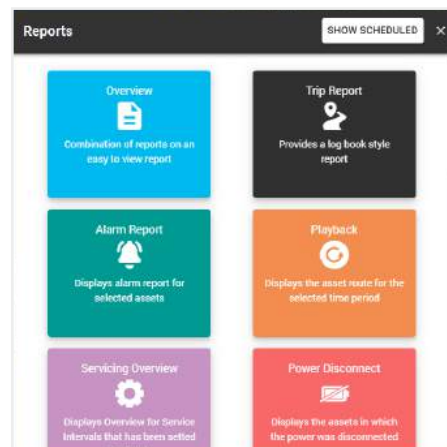 Reports
SHOW SCHEDULED
Overview
Combination of reports on an
easy to view report
Trip Report
Provides a log book style
report
Alarm Report
Displays alarm report for
selected assets
Playback
Displays the asset route for the
selected time period
Servicing Overview
Displays Overview for Service
Intervals that has been setted
Power Disconnect
Displays the assets in which
the power was disconnected